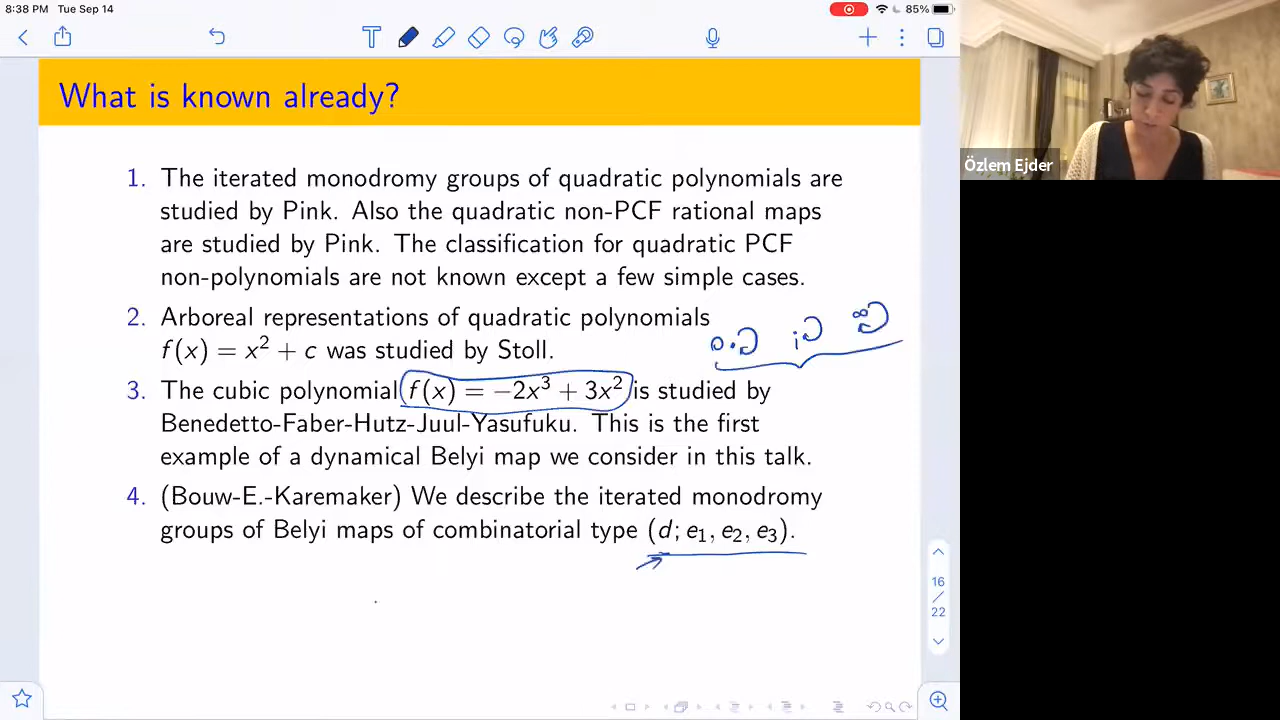 8:38 PM Tue Sep 14
85%
What is known already?
1. The iterated monodromy groups of quadratic polynomials are
studied by Pink. Also the quadratic non-PCF rational maps
are studied by Pink. The classification for quadratic PCF
non-polynomials are not known except a few simple cases.
2. Arboreal representations of quadratic polynomials
f(x) = x² + c was studied by Stoll.
0 1 ∞
3. The cubic polynomial f(x) = −2x³ + 3x² is studied by
Benedetto-Faber-Hutz-Juul-Yasufuku. This is the first
example of a dynamical Belyi map we consider in this talk.
4. (Bouw-E.-Karemaker) We describe the iterated monodromy
groups of Belyi maps of combinatorial type (d; e₁, e₂, e₃).
16
/
22
Özlem Ejder